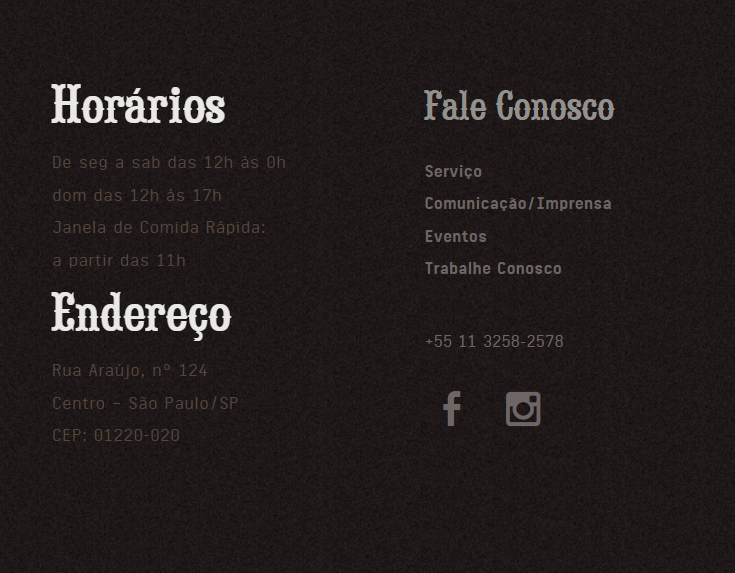 Horários
De seg a sab das 12h às 0h
dom das 12h às 17h
Janela de Comida Rápida:
a partir das 11h
Endereço
Rua Araújo, nº 124
Centro – São Paulo/SP
CEP: 01220-020
Fale Conosco
Serviço
Comunicação/Imprensa
Eventos
Trabalhe Conosco
+55 11 3258-2578